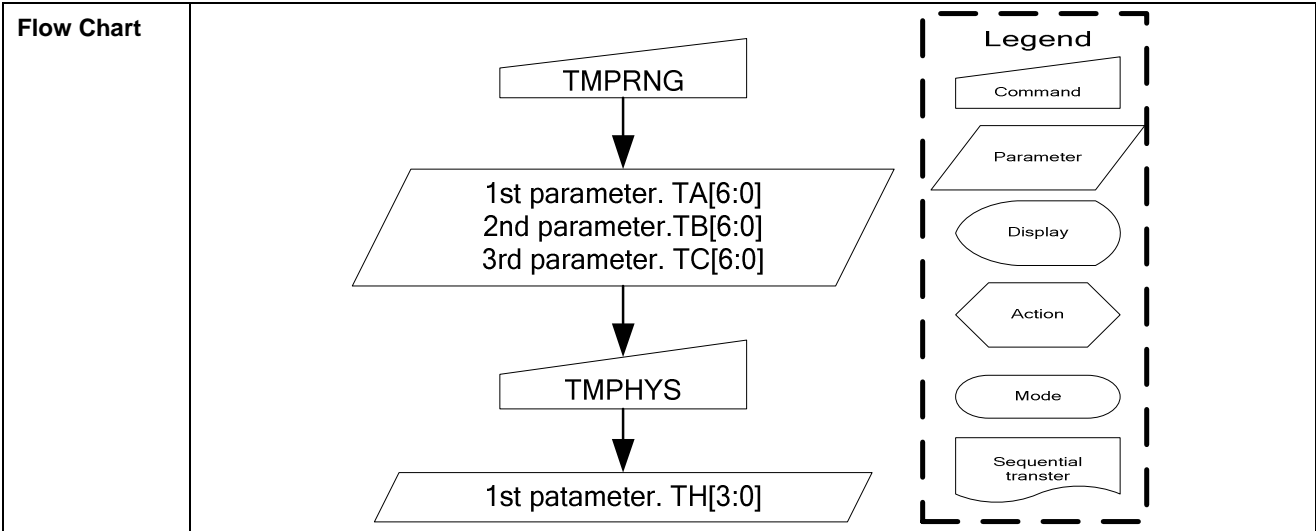 Flow Chart
TMPRNG
1st parameter. TA[6:0]
2nd parameter.TB[6:0]
3rd parameter. TC[6:0]
TMPHYS
1st patameter. TH[3:0]
Legend
Command
Parameter
Display
Action
Mode
Sequential
transter